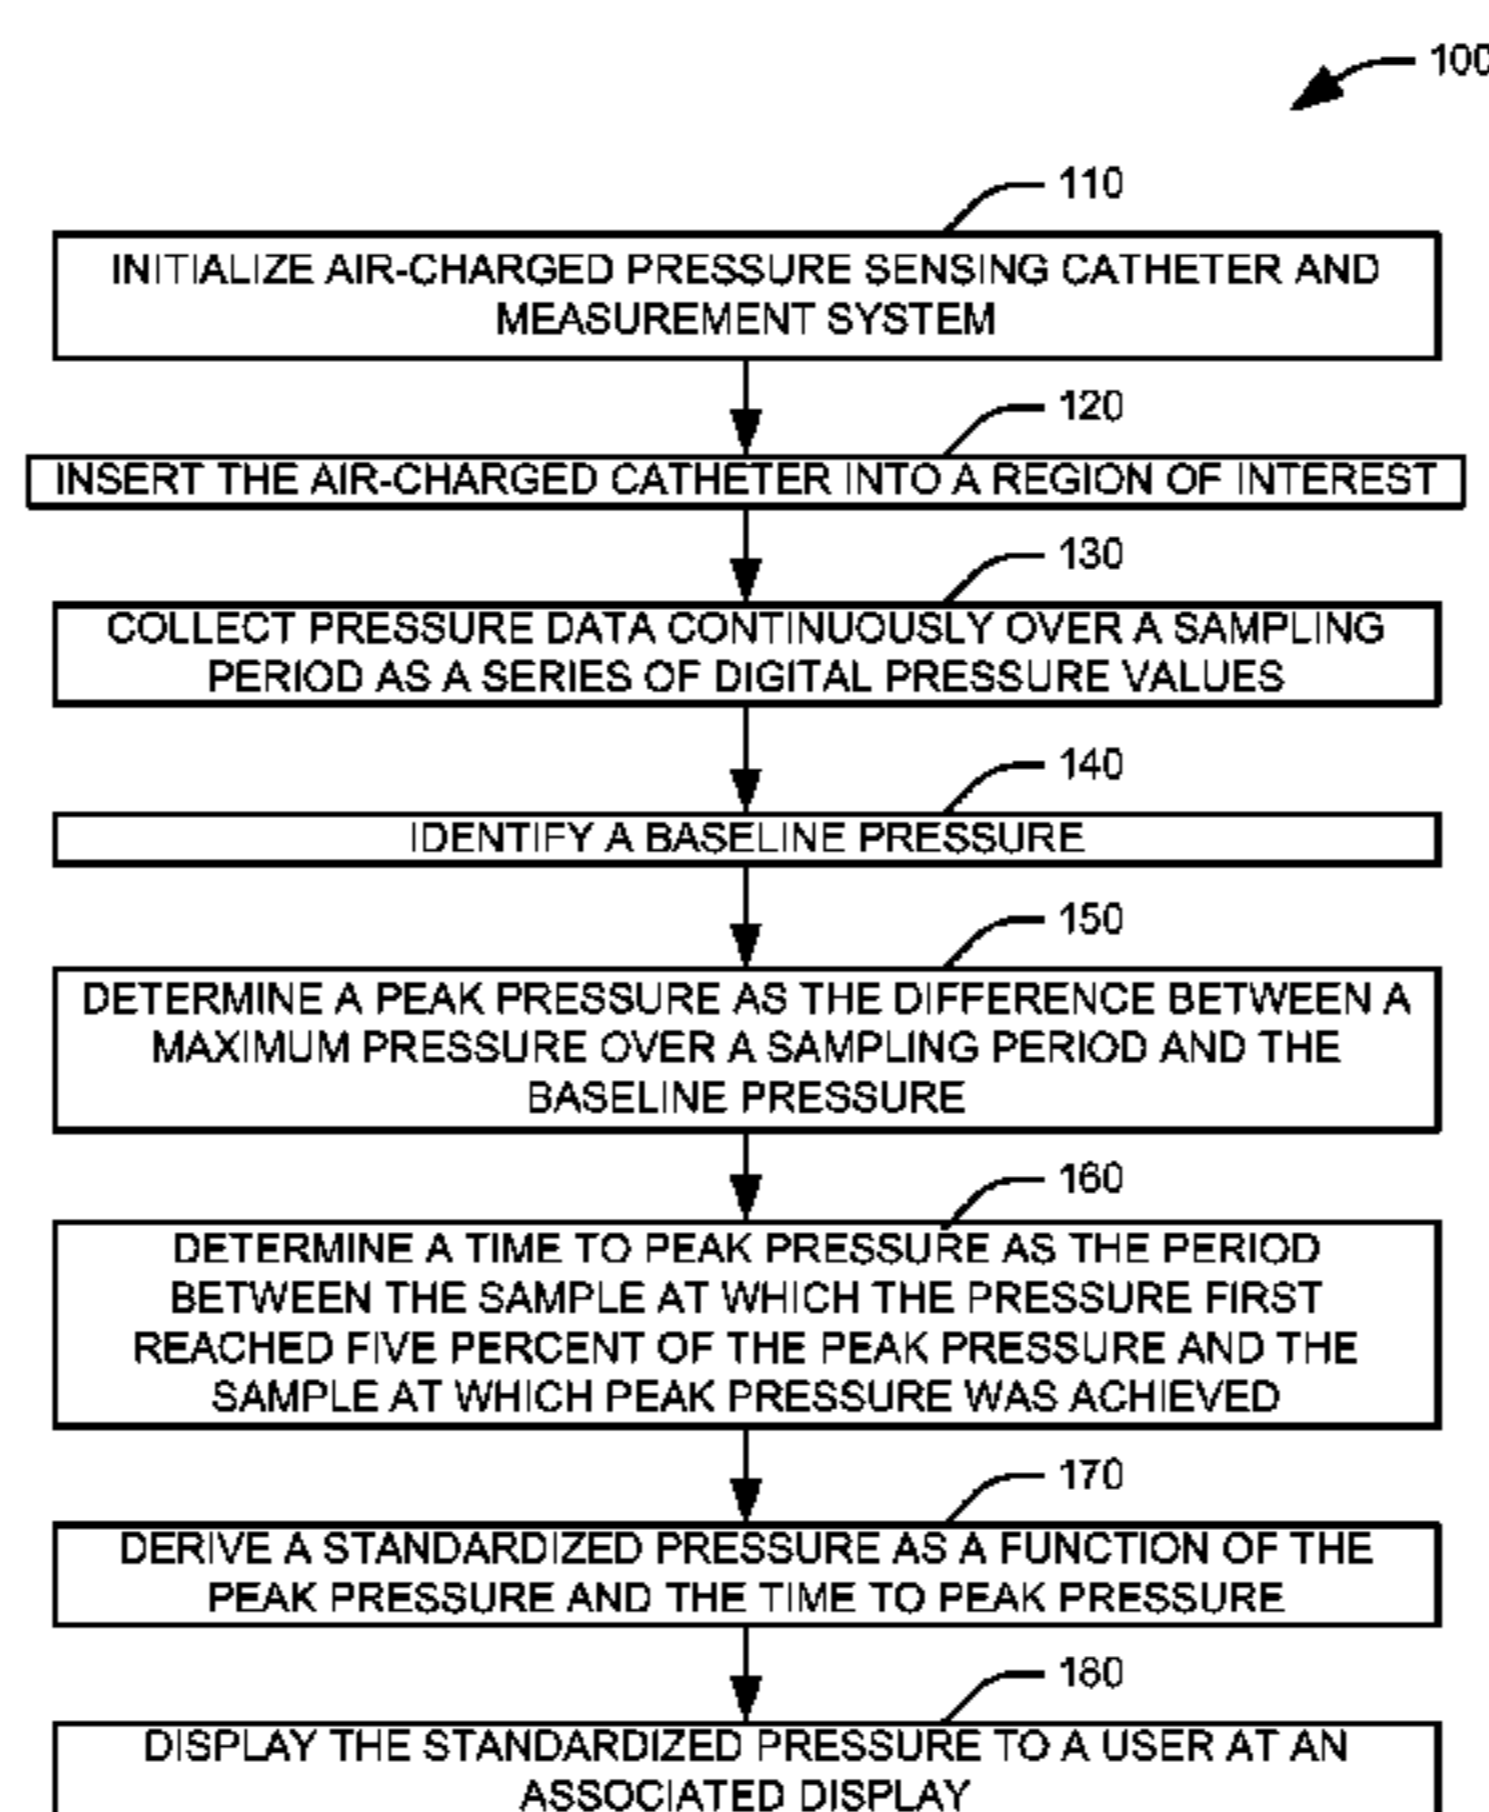 100
110
INITIALIZE AIR-CHARGED PRESSURE SENSING CATHETER AND
MEASUREMENT SYSTEM
120
INSERT THE AIR-CHARGED CATHETER INTO A REGION OF INTEREST
130
COLLECT PRESSURE DATA CONTINUOUSLY OVER A SAMPLING
PERIOD AS A SERIES OF DIGITAL PRESSURE VALUES
140
IDENTIFY A BASELINE PRESSURE
150
DETERMINE A PEAK PRESSURE AS THE DIFFERENCE BETWEEN A
MAXIMUM PRESSURE OVER A SAMPLING PERIOD AND THE
BASELINE PRESSURE
160
DETERMINE A TIME TO PEAK PRESSURE AS THE PERIOD
BETWEEN THE SAMPLE AT WHICH THE PRESSURE FIRST
REACHED FIVE PERCENT OF THE PEAK PRESSURE AND THE
SAMPLE AT WHICH PEAK PRESSURE WAS ACHIEVED
170
DERIVE A STANDARDIZED PRESSURE AS A FUNCTION OF THE
PEAK PRESSURE AND THE TIME TO PEAK PRESSURE
180
DISPLAY THE STANDARDIZED PRESSURE TO A USER AT AN
ASSOCIATED DISPLAY